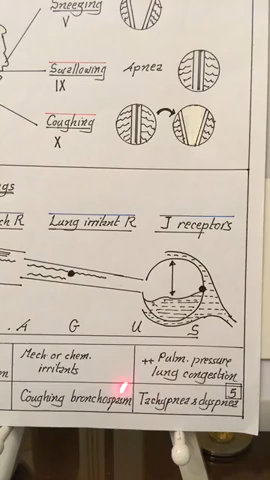 Sneezing
V
Swallowing Apnea
IX
Coughing
X
gs
ch R Lung irritant R J receptors
. A G U S
Mech or chem. irritants
++ Pulm. pressure
lung congestion
Coughing bronchospasm Tachypnea & dyspnea
5